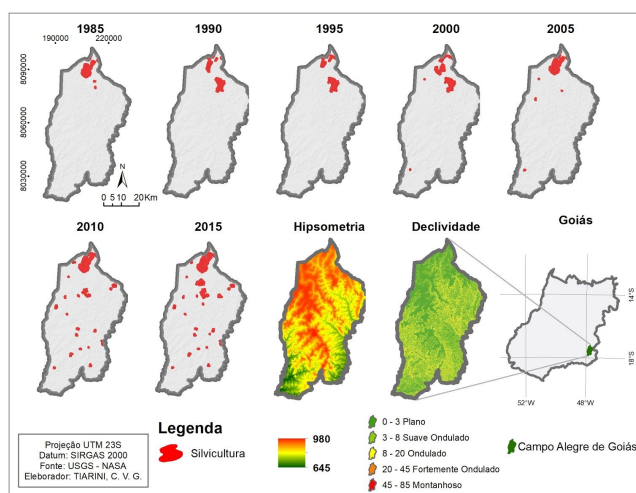 1985 1990 1995 2000 2005
190000 220000
8090000
8060000
8030000
N
0 5 10 20Km
2010 2015 Hipsometria Declividade Goiás
14°S
18°S
52°W 48°W
Legenda
Silvicultura
980
645
0 - 3 Plano
3 - 8 Suave Ondulado
8 - 20 Ondulado
20 - 45 Fortemente Ondulado
45 - 85 Montanhoso
Campo Alegre de Goiás
Projeção UTM 23S
Datum: SIRGAS 2000
Fonte: USGS - NASA
Eleborador: TIARINI, C. V. G.